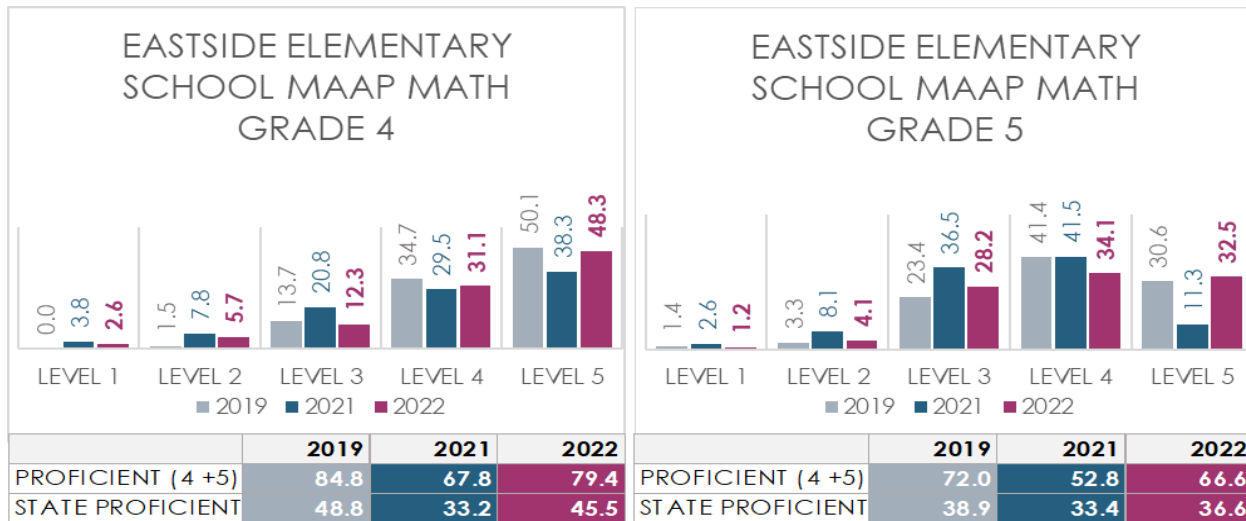 EASTSIDE ELEMENTARY
SCHOOL MAAP MATH
GRADE 4
0.0 3.8 2.6 1.5 7.8 5.7 13.7 20.8 12.3 34.7 29.5 31.1 50.1 38.3 48.3
LEVEL 1 LEVEL 2 LEVEL 3 LEVEL 4 LEVEL 5
2019 2021 2022
2019 2021 2022
PROFICIENT (4 +5) 84.8 67.8 79.4
STATE PROFICIENT 48.8 33.2 45.5
EASTSIDE ELEMENTARY
SCHOOL MAAP MATH
GRADE 5
1.4 2.6 1.2 3.3 8.1 4.1 23.4 36.5 28.2 41.4 41.5 34.1 30.6 11.3 32.5
LEVEL 1 LEVEL 2 LEVEL 3 LEVEL 4 LEVEL 5
2019 2021 2022
2019 2021 2022
PROFICIENT (4 +5) 72.0 52.8 66.6
STATE PROFICIENT 38.9 33.4 36.6